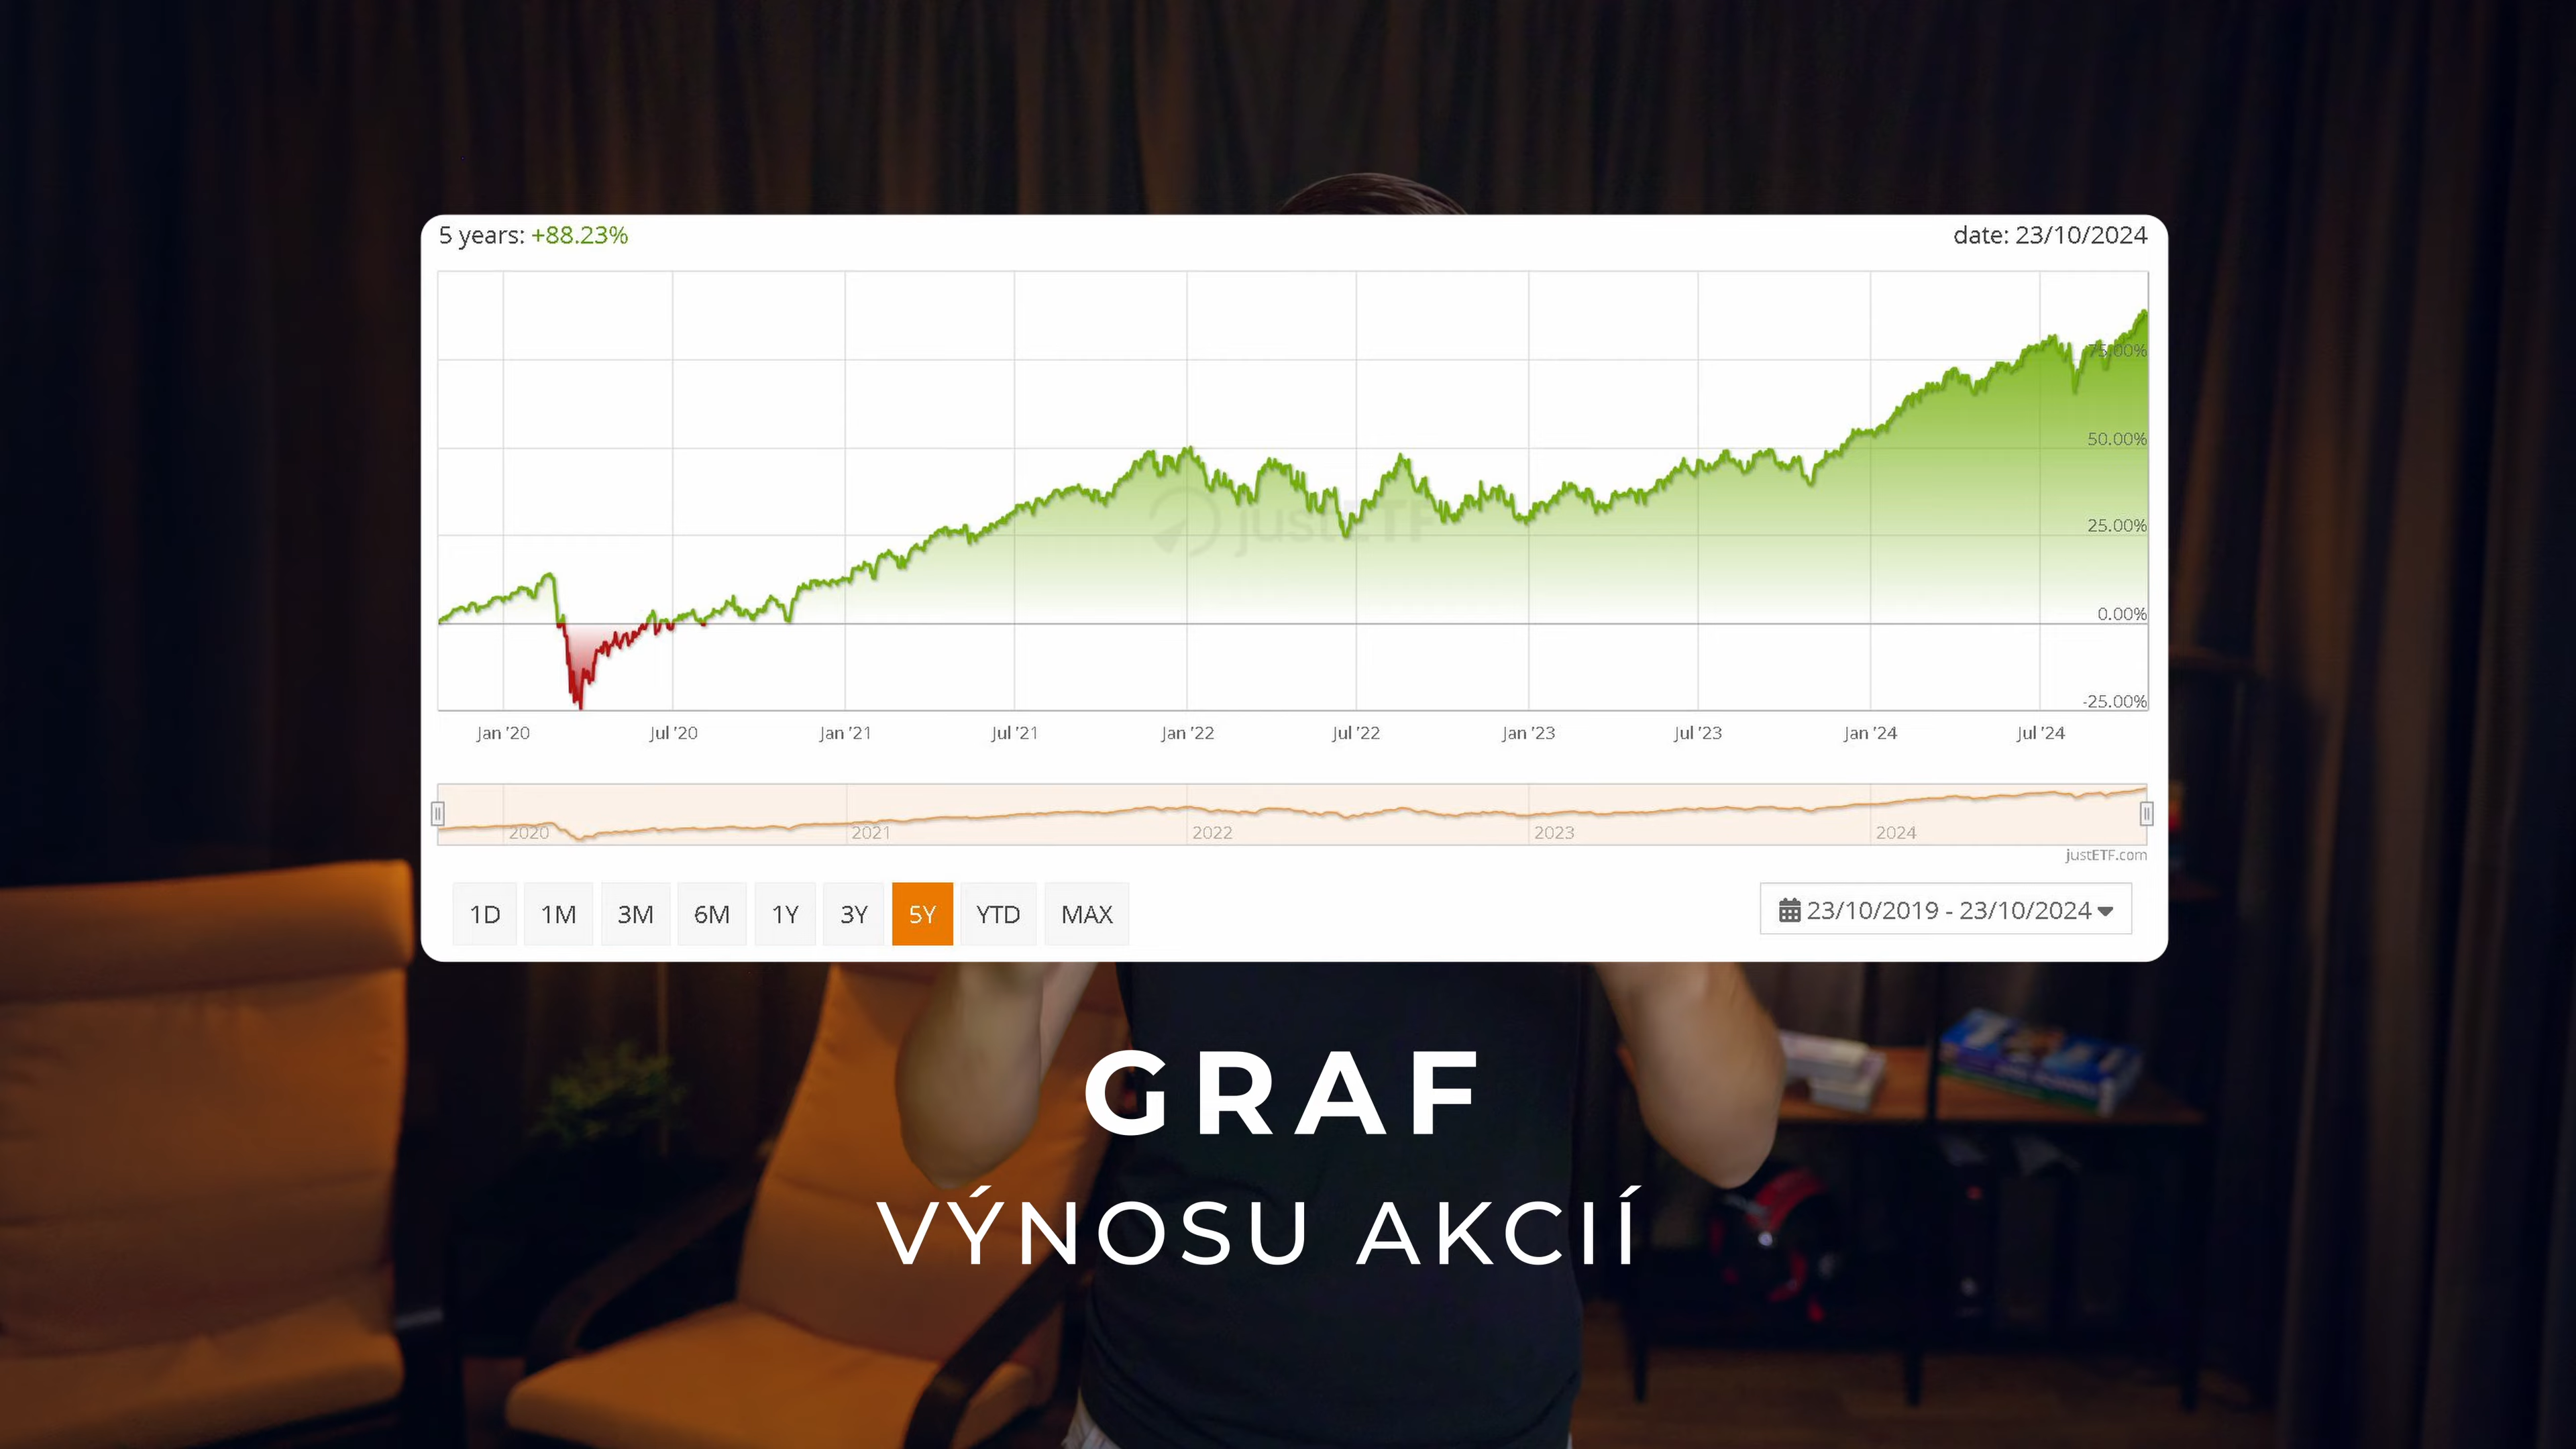 5 years: +88.23%
date: 23/10/2024
75.00%
50.00%
25.00%
0.00%
-25.00%
justETF
Jan '20
Jul '20
Jan '21
Jul '21
Jan '22
Jul '22
Jan '23
Jul '23
Jan '24
Jul '24
2020
2021
2022
2023
2024
justETF.com
1D
1M
3M
6M
1Y
3Y
5Y
YTD
MAX
23/10/2019 - 23/10/2024
GRAF
VÝNOSU AKCIÍ